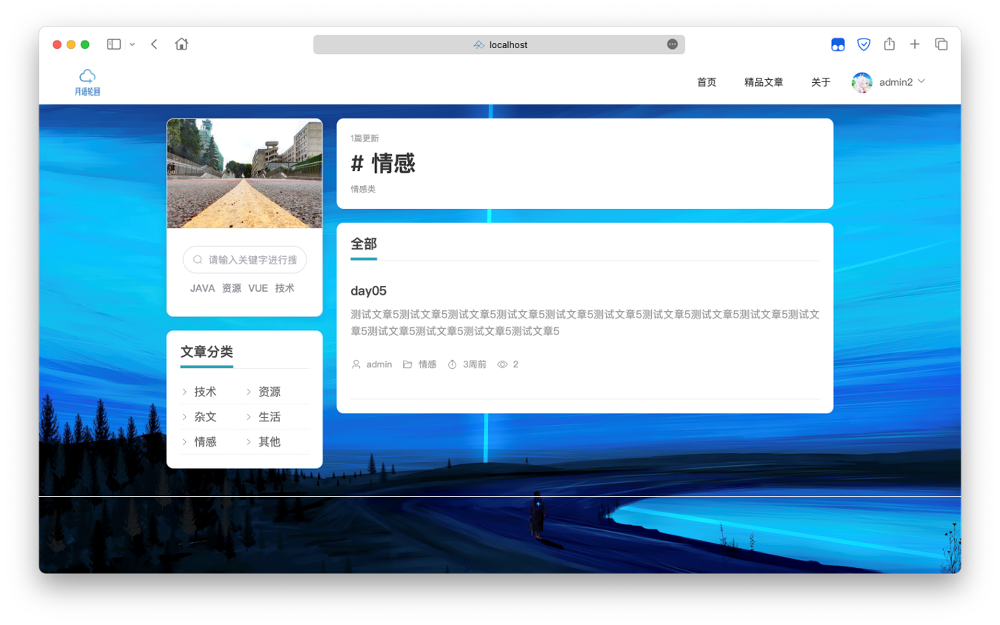 localhost
月语轮回
首页 精品文章 关于 admin2
1篇更新
# 情感
情感类
请输入关键字进行搜
JAVA 资源 VUE 技术
文章分类
技术 资源
杂文 生活
情感 其他
全部
day05
测试文章5测试文章5测试文章5测试文章5测试文章5测试文章5测试文章5测试文章5测试文章5测试文
章5测试文章5测试文章5测试文章5测试文章5
admin 情感 3周前 2